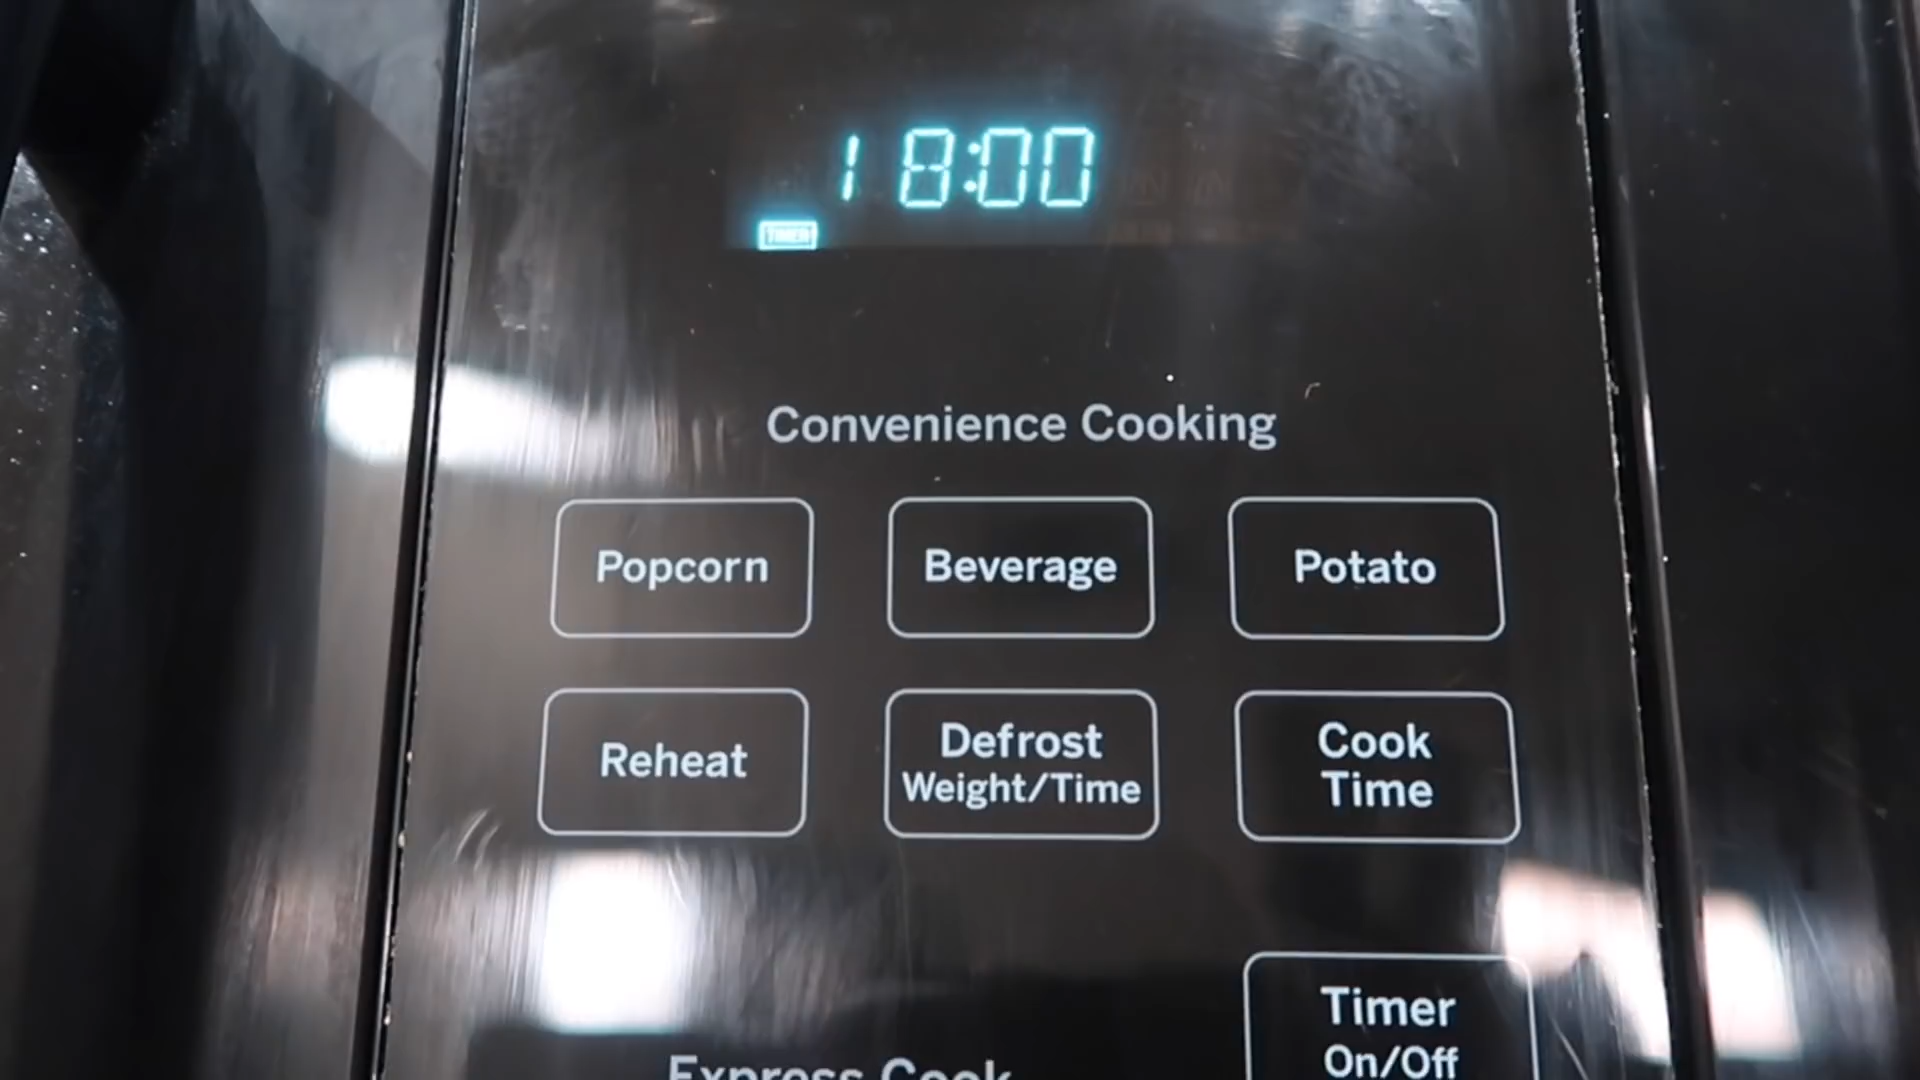 18:00
TIMER
Convenience Cooking
Popcorn
Beverage
Potato
Reheat
Defrost
Weight/Time
Cook
Time
Timer
On/Off
Express Cook